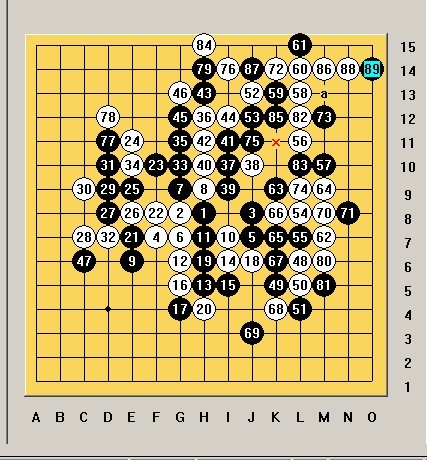 84 61 15
79 76 87 72 60 86 88 89 14
46 43 52 59 58 a 13
78 45 36 44 53 85 82 73 12
77 24 35 42 41 75 × 56 11
31 34 23 33 40 37 38 83 57 10
30 29 25 7 8 39 63 74 64 9
27 26 22 2 1 3 66 54 70 71 8
28 32 21 4 6 11 10 5 65 55 62 7
47 9 12 19 14 18 67 48 80 6
16 13 15 49 50 81 5
17 20 68 51 4
69 3
2
1
A B C D E F G H I J K L M N O